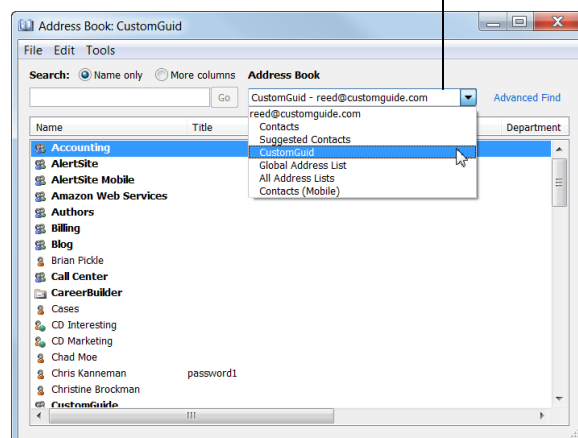 Address Book: CustomGuid
File Edit Tools
Search: Name only More columns Address Book
Go CustomGuid - reed@customguide.com Advanced Find
reed@customguide.com
Contacts
Suggested Contacts
CustomGuid
Global Address List
All Address Lists
Contacts (Mobile)
Name Title Department
Accounting
AlertSite
AlertSite Mobile
Amazon Web Services
Authors
Billing
Blog
Brian Pickle
Call Center
CareerBuilder
Cases
CD Interesting
CD Marketing
Chad Moe
Chris Kanneman password1
Christine Brockman
CustomGuide